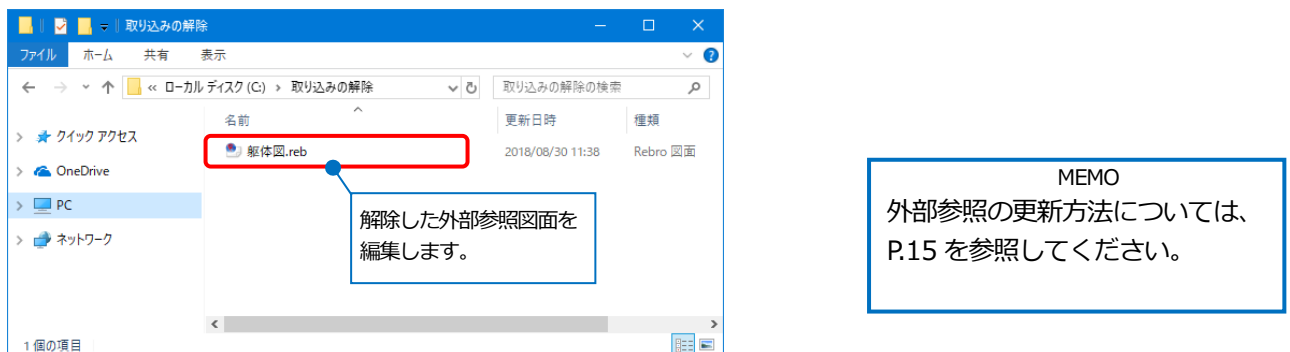 取り込みの解除
ファイル ホーム 共有 表示
« ローカル ディスク (C:) › 取り込みの解除 取り込みの解除の検索
名前 更新日時 種類
クイック アクセス
躯体図.reb 2018/08/30 11:38 Rebro 図面
OneDrive
PC
ネットワーク
解除した外部参照図面を
編集します。
1 個の項目
MEMO
外部参照の更新方法については、
P.15 を参照してください。